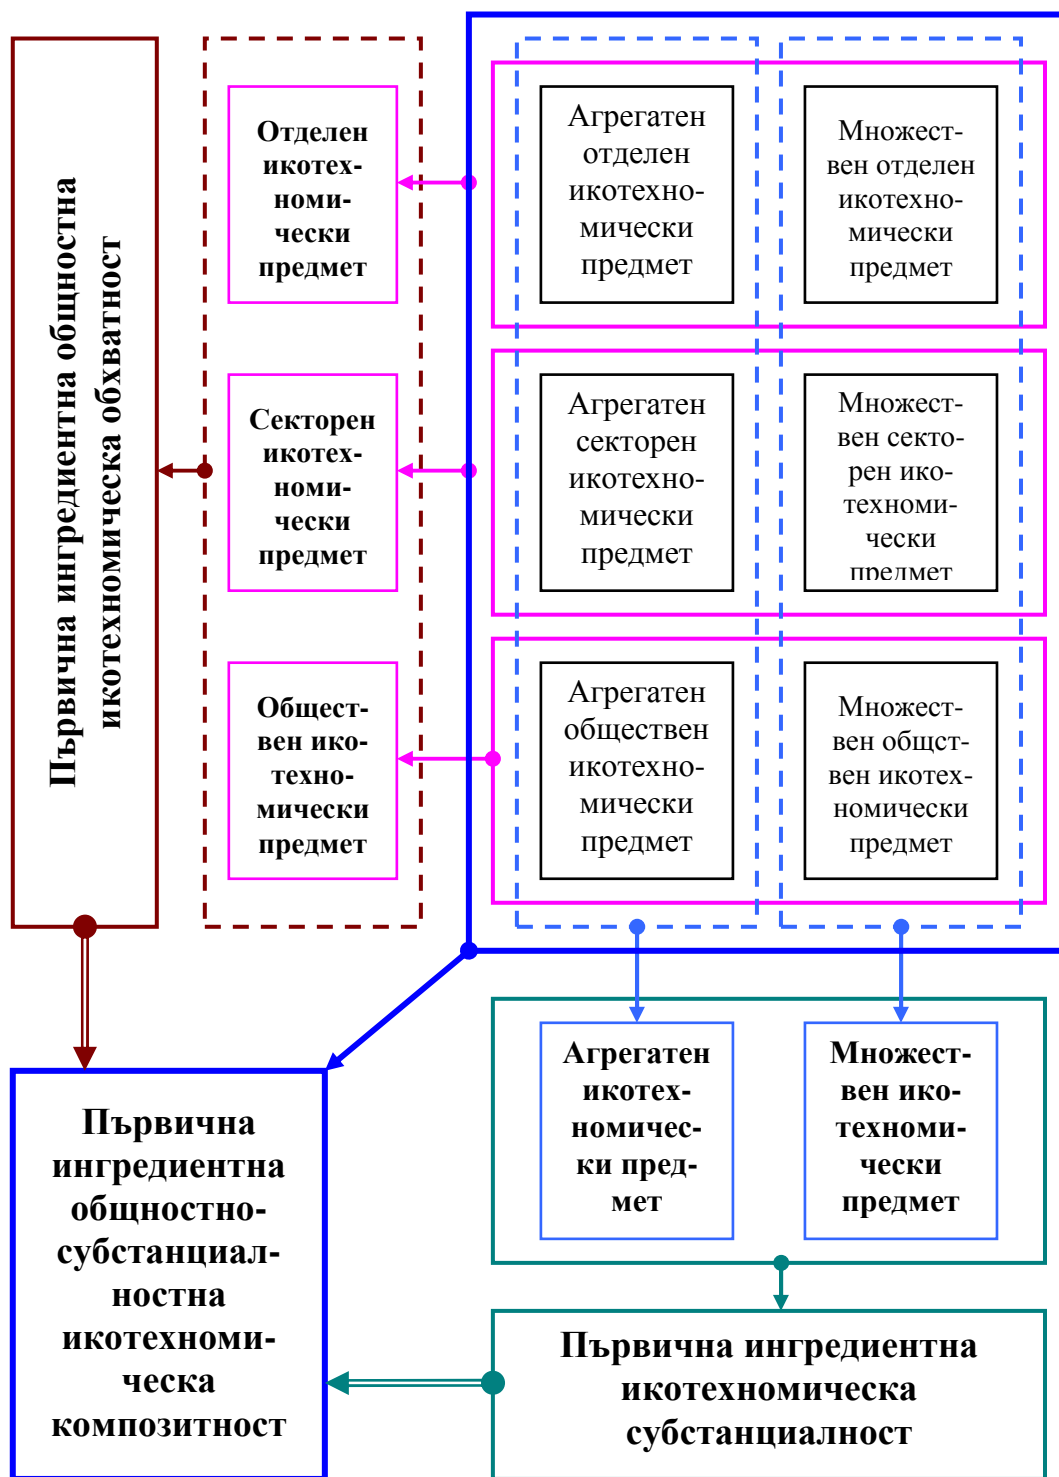 Първична ингредиентна общностна
икотехномическа обхватност
Отделен
икотех-
номи-
чески
предмет
Агрегатен
отделен
икотехно-
мически
предмет
Множест-
вен отделен
икотехно-
мически
предмет
Секторен
икотех-
номи-
чески
предмет
Агрегатен
секторен
икотехно-
мически
предмет
Множест-
вен секто-
рен ико-
техноми-
чески
предмет
Общест-
вен ико-
техно-
мически
предмет
Агрегатен
обществен
икотехно-
мически
предмет
Множест-
вен общст-
вен икотех-
номически
предмет
Агрегатен
икотех-
номичес-
ки пред-
мет
Множест-
вен ико-
техноми-
чески
предмет
Първична
ингредиентна
общностно-
субстанциал-
ностна
икотехноми-
ческа
композитност
Първична ингредиентна
икотехномическа
субстанциалност